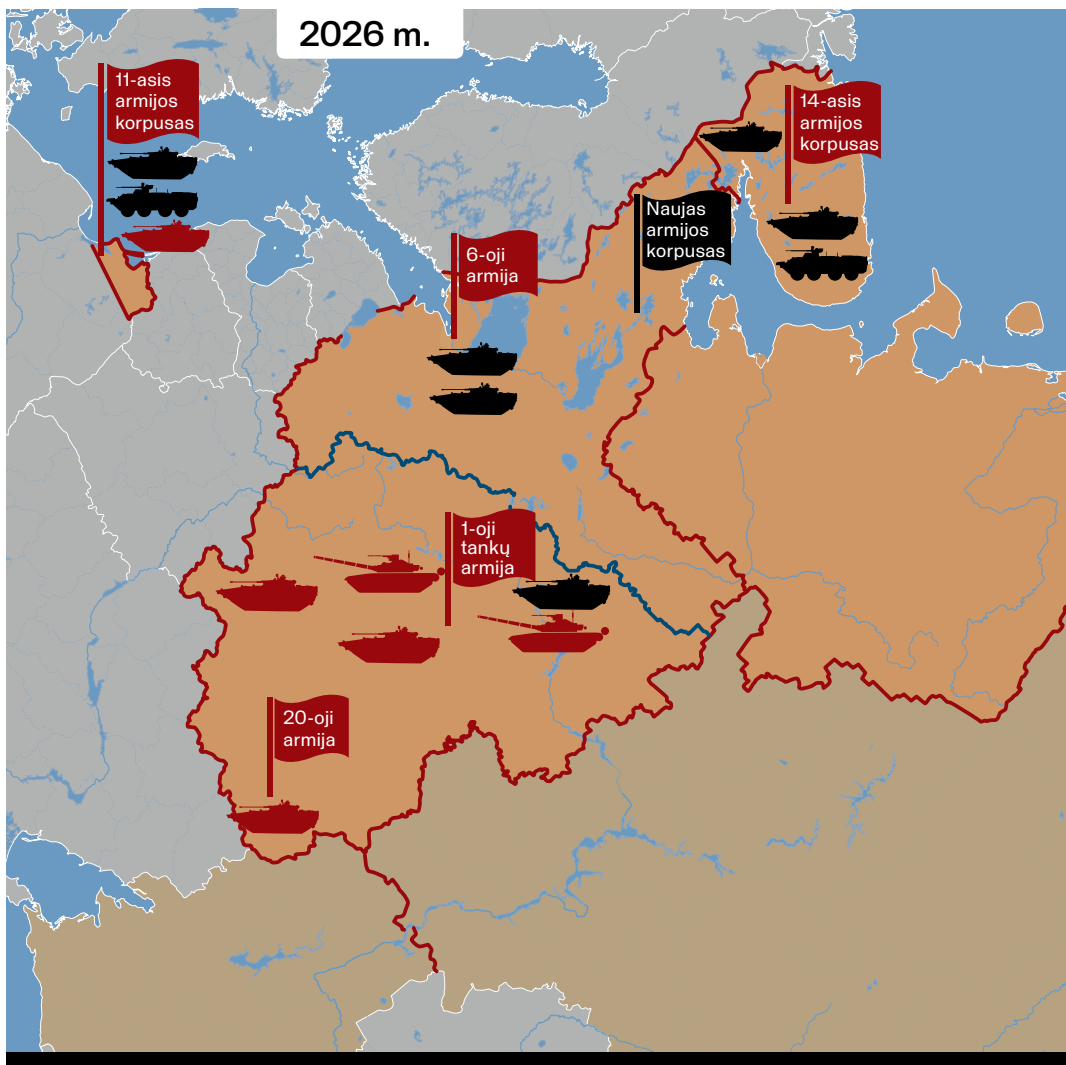 2026 m.
11-asis
armijos
korpusas
14-asis
armijos
korpusas
Naujas
armijos
korpusas
6-oji
armija
1-oji
tankų
armija
20-oji
armija